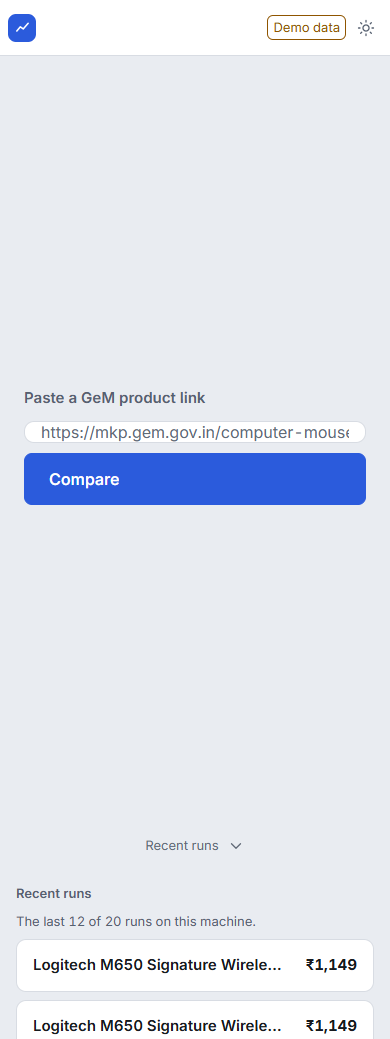 Demo data
Paste a GeM product link
https://mkp.gem.gov.in/computer-mouse
Compare
Recent runs
Recent runs
The last 12 of 20 runs on this machine.
Logitech M650 Signature Wirele... ₹1,149
Logitech M650 Signature Wirele... ₹1,149